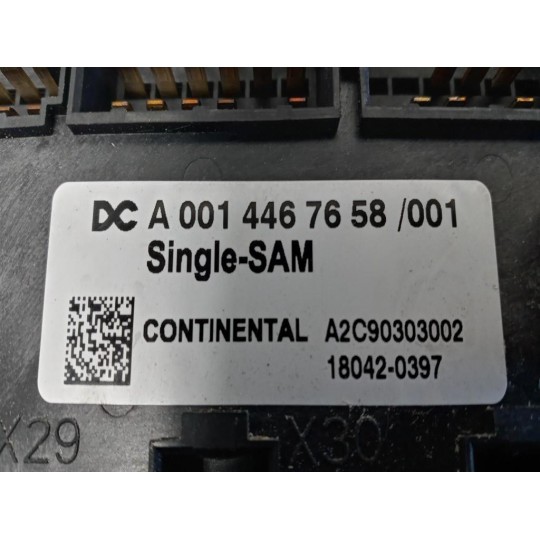 DC A 001 446 76 58 /001
Single-SAM
CONTINENTAL A2C90303002
18042-0397
X29 X30